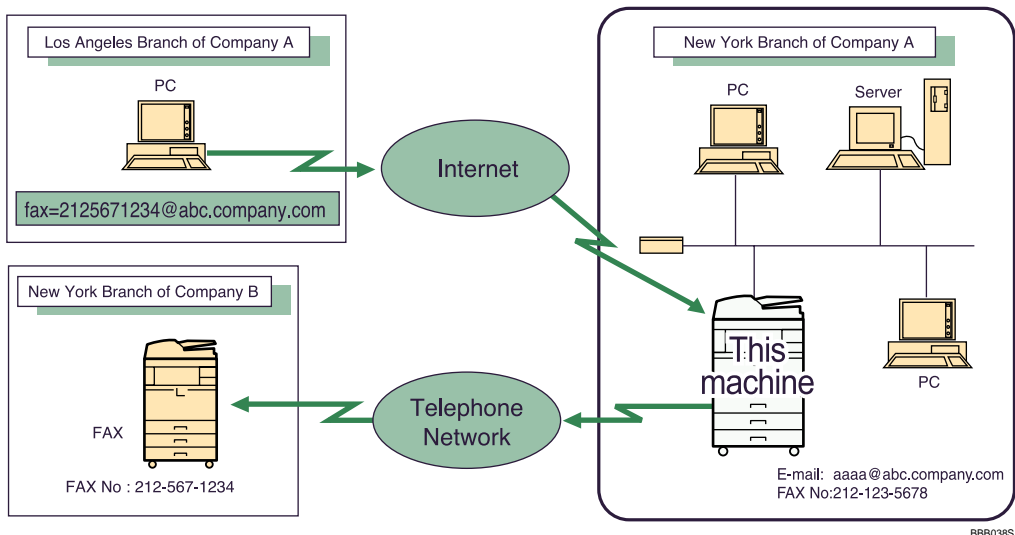 Los Angeles Branch of Company A
PC
fax=2125671234@abc.company.com
Internet
New York Branch of Company A
PC
Server
PC
This
machine
E-mail: aaaa@abc.company.com
FAX No:212-123-5678
New York Branch of Company B
FAX
FAX No : 212-567-1234
Telephone
Network
BBB038S